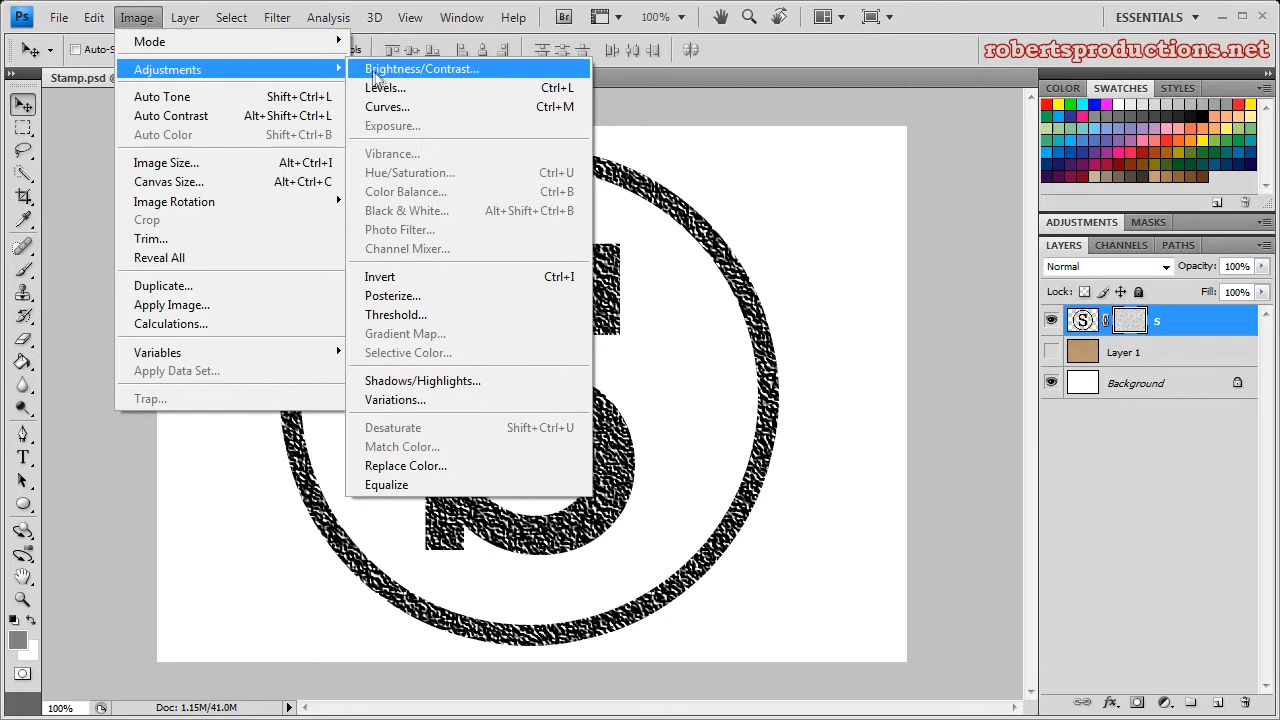 Ps File Edit Image Layer Select Filter Analysis 3D View Window Help Br 100% ESSENTIALS
robertsproductions.net
Auto-S
Stamp.psd @
Mode
Adjustments
Auto Tone Shift+Ctrl+L
Auto Contrast Alt+Shift+Ctrl+L
Auto Color Shift+Ctrl+B
Image Size... Alt+Ctrl+I
Canvas Size... Alt+Ctrl+C
Image Rotation
Crop
Trim...
Reveal All
Duplicate...
Apply Image...
Calculations...
Variables
Apply Data Set...
Trap...
Brightness/Contrast...
Levels... Ctrl+L
Curves... Ctrl+M
Exposure...
Vibrance...
Hue/Saturation... Ctrl+U
Color Balance... Ctrl+B
Black & White... Alt+Shift+Ctrl+B
Photo Filter...
Channel Mixer...
Invert Ctrl+I
Posterize...
Threshold...
Gradient Map...
Selective Color...
Shadows/Highlights...
Variations...
Desaturate Shift+Ctrl+U
Match Color...
Replace Color...
Equalize
COLOR SWATCHES STYLES
ADJUSTMENTS MASKS
LAYERS CHANNELS PATHS
Normal Opacity: 100%
Lock: Fill: 100%
S S
Layer 1
Background
S
T
fx
100% Doc: 1.15M/41.0M